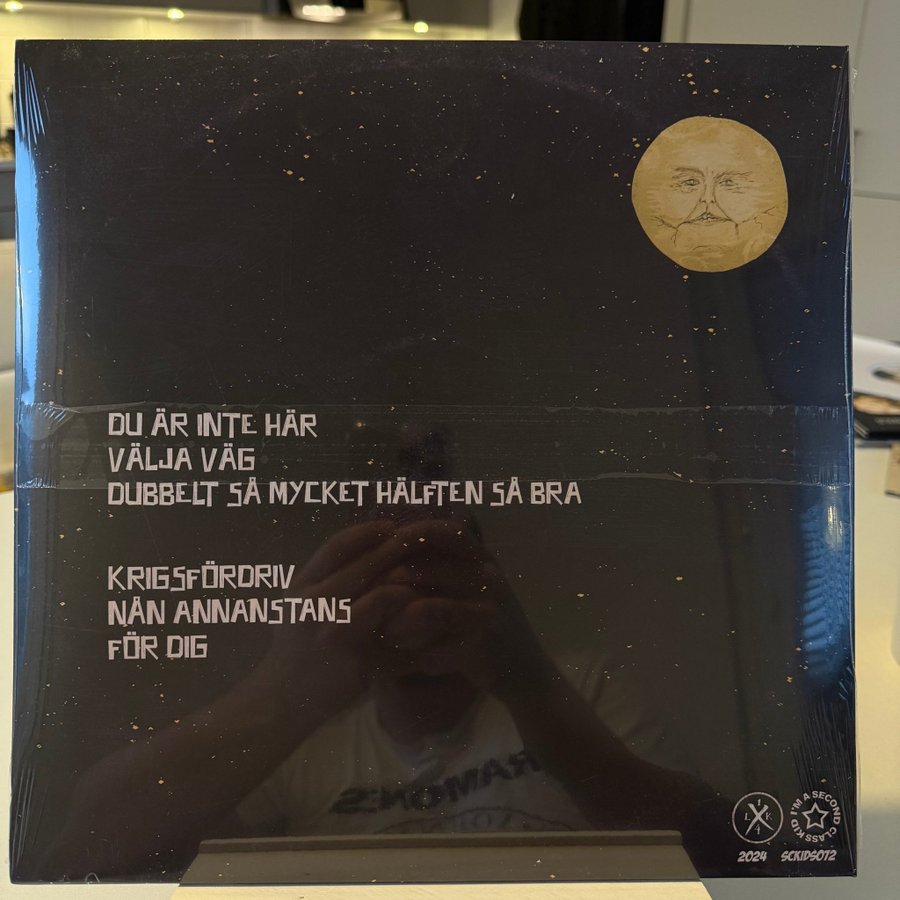 DU ÄR INTE HÄR
VÄLJA VÄG
DUBBELT SÅ MYCKET HÄLFTEN SÅ BRA
KRIGSFÖRDRIV
NÅN ANNANSTANS
FÖR DIG
RAMONES
I'M A SECOND CLASS KID
2024 SCKIDS072